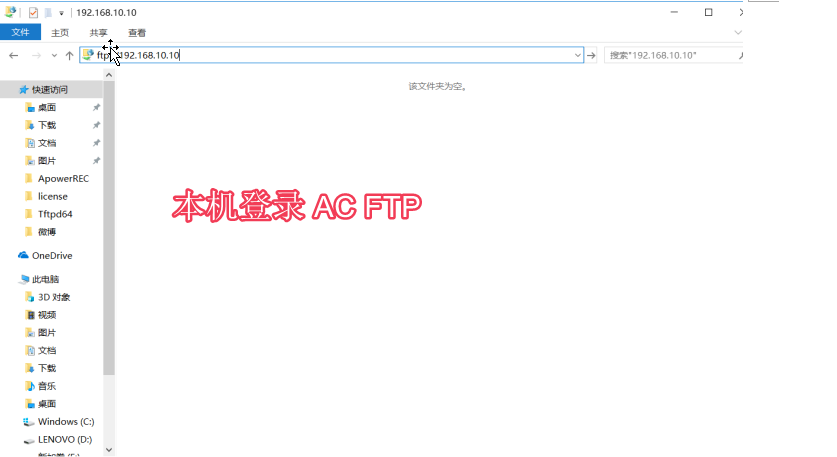 192.168.10.10
文件 主页 共享 查看
192.168.10.10
搜索"192.168.10.10"
快速访问
桌面
下载
文档
图片
ApowerREC
license
Tftpd64
微博
OneDrive
此电脑
3D 对象
视频
图片
文档
下载
音乐
桌面
Windows (C:)
LENOVO (D:)
该文件夹为空。
本机登录 AC FTP